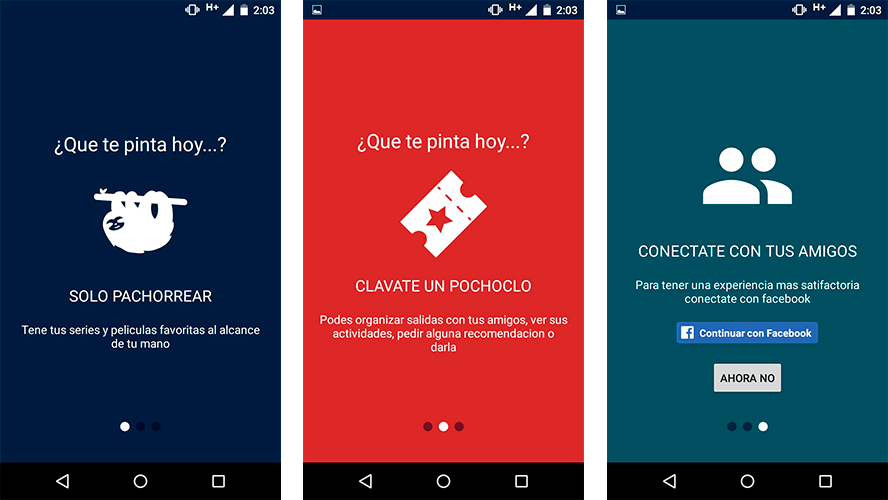 H+ 2:03
¿Que te pinta hoy...?
SOLO PACHORREAR
Tene tus series y peliculas favoritas al alcance
de tu mano
H+ 2:03
¿Que te pinta hoy...?
CLAVATE UN POCHOCLO
Podes organizar salidas con tus amigos, ver sus
actividades, pedir alguna recomendacion o
darla
H+ 2:03
CONECTATE CON TUS AMIGOS
Para tener una experiencia mas satifactoria
conectate con facebook
f Continuar con Facebook
AHORA NO